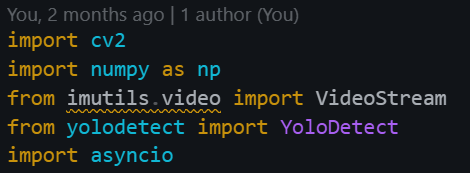 You, 2 months ago | 1 author (You)
import cv2
import numpy as np
from imutils.video import VideoStream
from yolodetect import YoloDetect
import asyncio